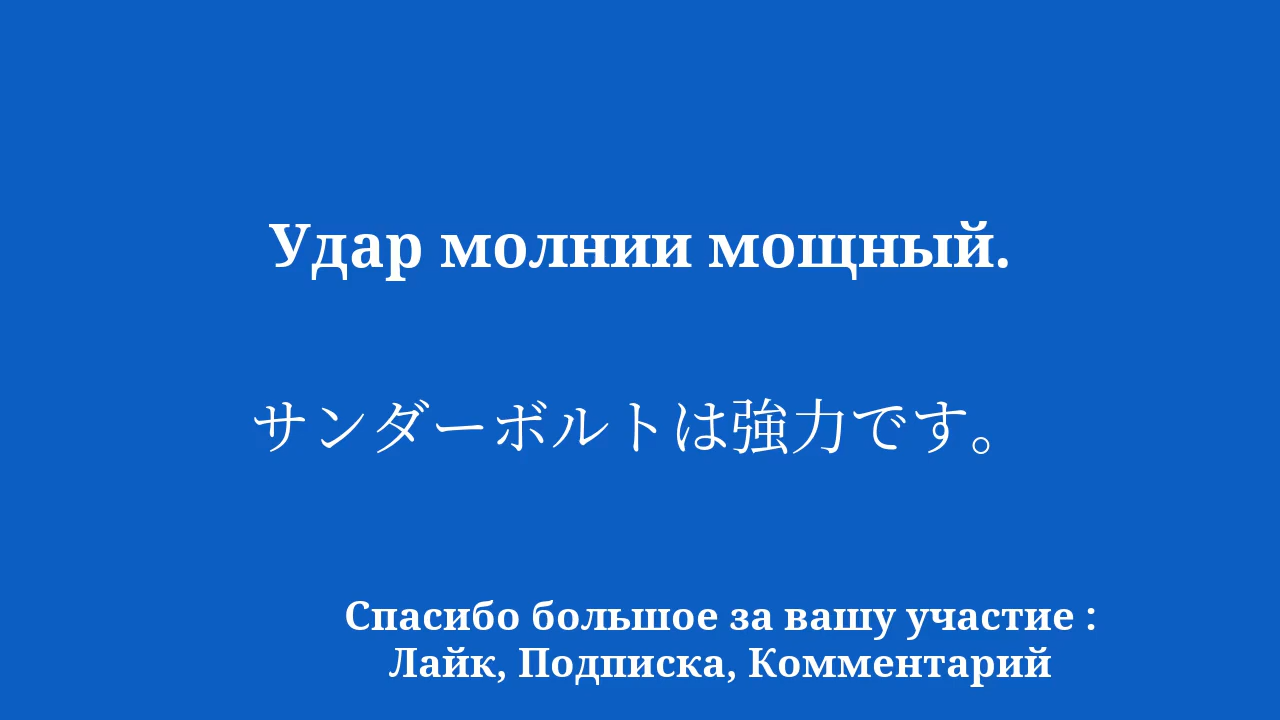 Удар молнии мощный.
サンダーボルトは強力です。
Спасибо большое за вашу участие :
Лайк, Подписка, Комментарий